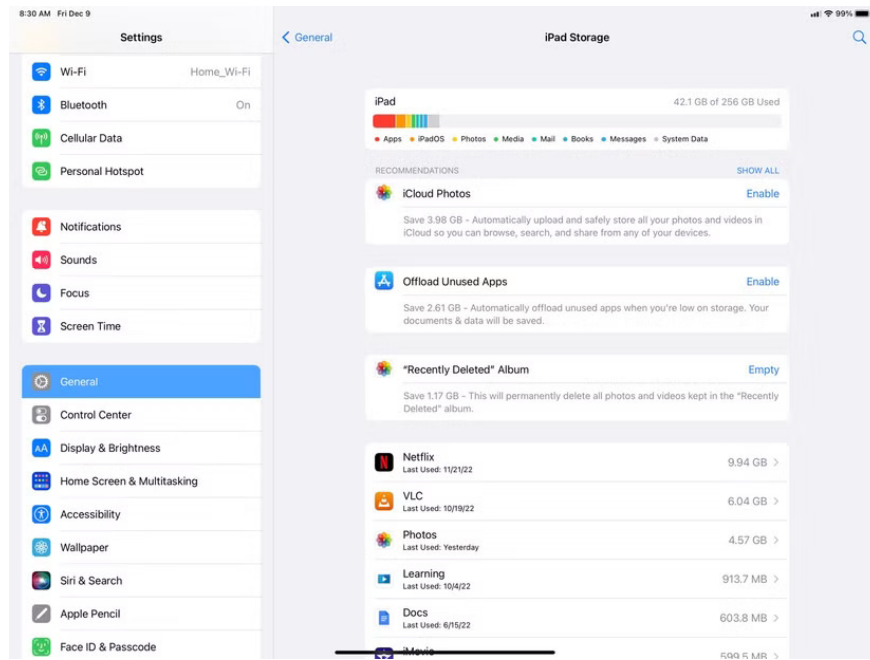 8:30 AM Fri Dec 9
99%
Settings
Wi-Fi Home_Wi-Fi
Bluetooth On
Cellular Data
Personal Hotspot
Notifications
Sounds
Focus
Screen Time
General
Control Center
Display & Brightness
Home Screen & Multitasking
Accessibility
Wallpaper
Siri & Search
Apple Pencil
Face ID & Passcode
General
iPad Storage
iPad 42.1 GB of 256 GB Used
Apps iPadOS Photos Media Mail Books Messages System Data
RECOMMENDATIONS SHOW ALL
iCloud Photos Enable
Save 3.98 GB - Automatically upload and safely store all your photos and videos in
iCloud so you can browse, search, and share from any of your devices.
Offload Unused Apps Enable
Save 2.61 GB - Automatically offload unused apps when you're low on storage. Your
documents & data will be saved.
“Recently Deleted” Album Empty
Save 1.17 GB - This will permanently delete all photos and videos kept in the “Recently
Deleted” album.
Netflix 9.94 GB
Last Used: 11/21/22
VLC 6.04 GB
Last Used: 10/19/22
Photos 4.57 GB
Last Used: Yesterday
Learning 913.7 MB
Last Used: 10/4/22
Docs 603.8 MB
Last Used: 6/15/22
iMovie 599.5 MB